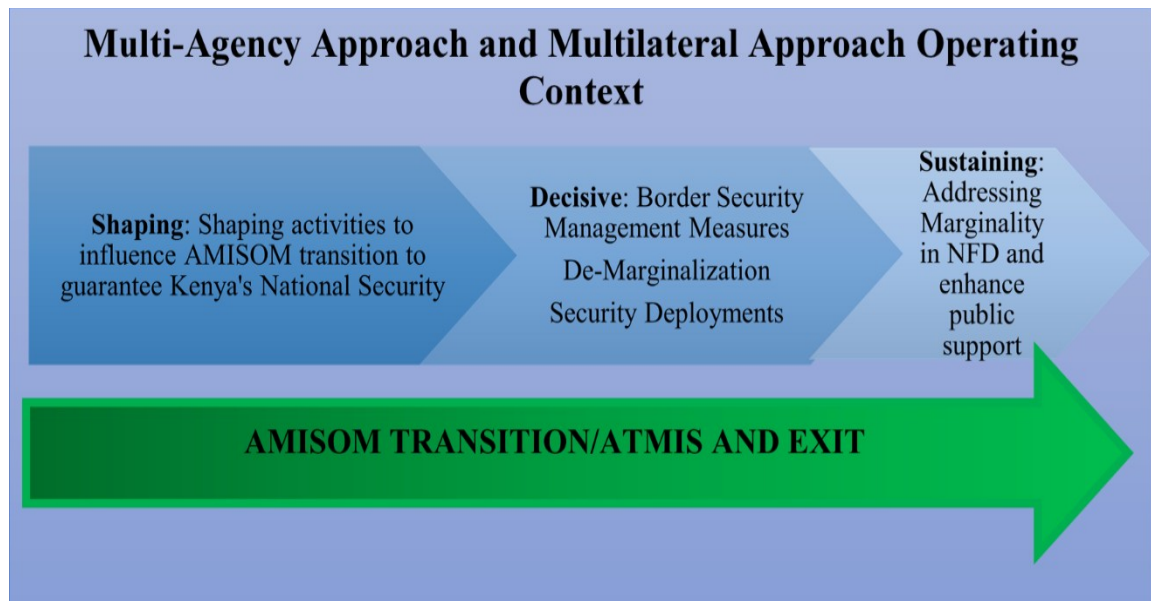 Multi-Agency Approach and Multilateral Approach Operating
Context
Shaping: Shaping activities to
influence AMISOM transition to
guarantee Kenya's National Security
Decisive: Border Security
Management Measures
De-Marginalization
Security Deployments
Sustaining:
Addressing
Marginality
in NFD and
enhance
public
support
AMISOM TRANSITION/ATMIS AND EXIT